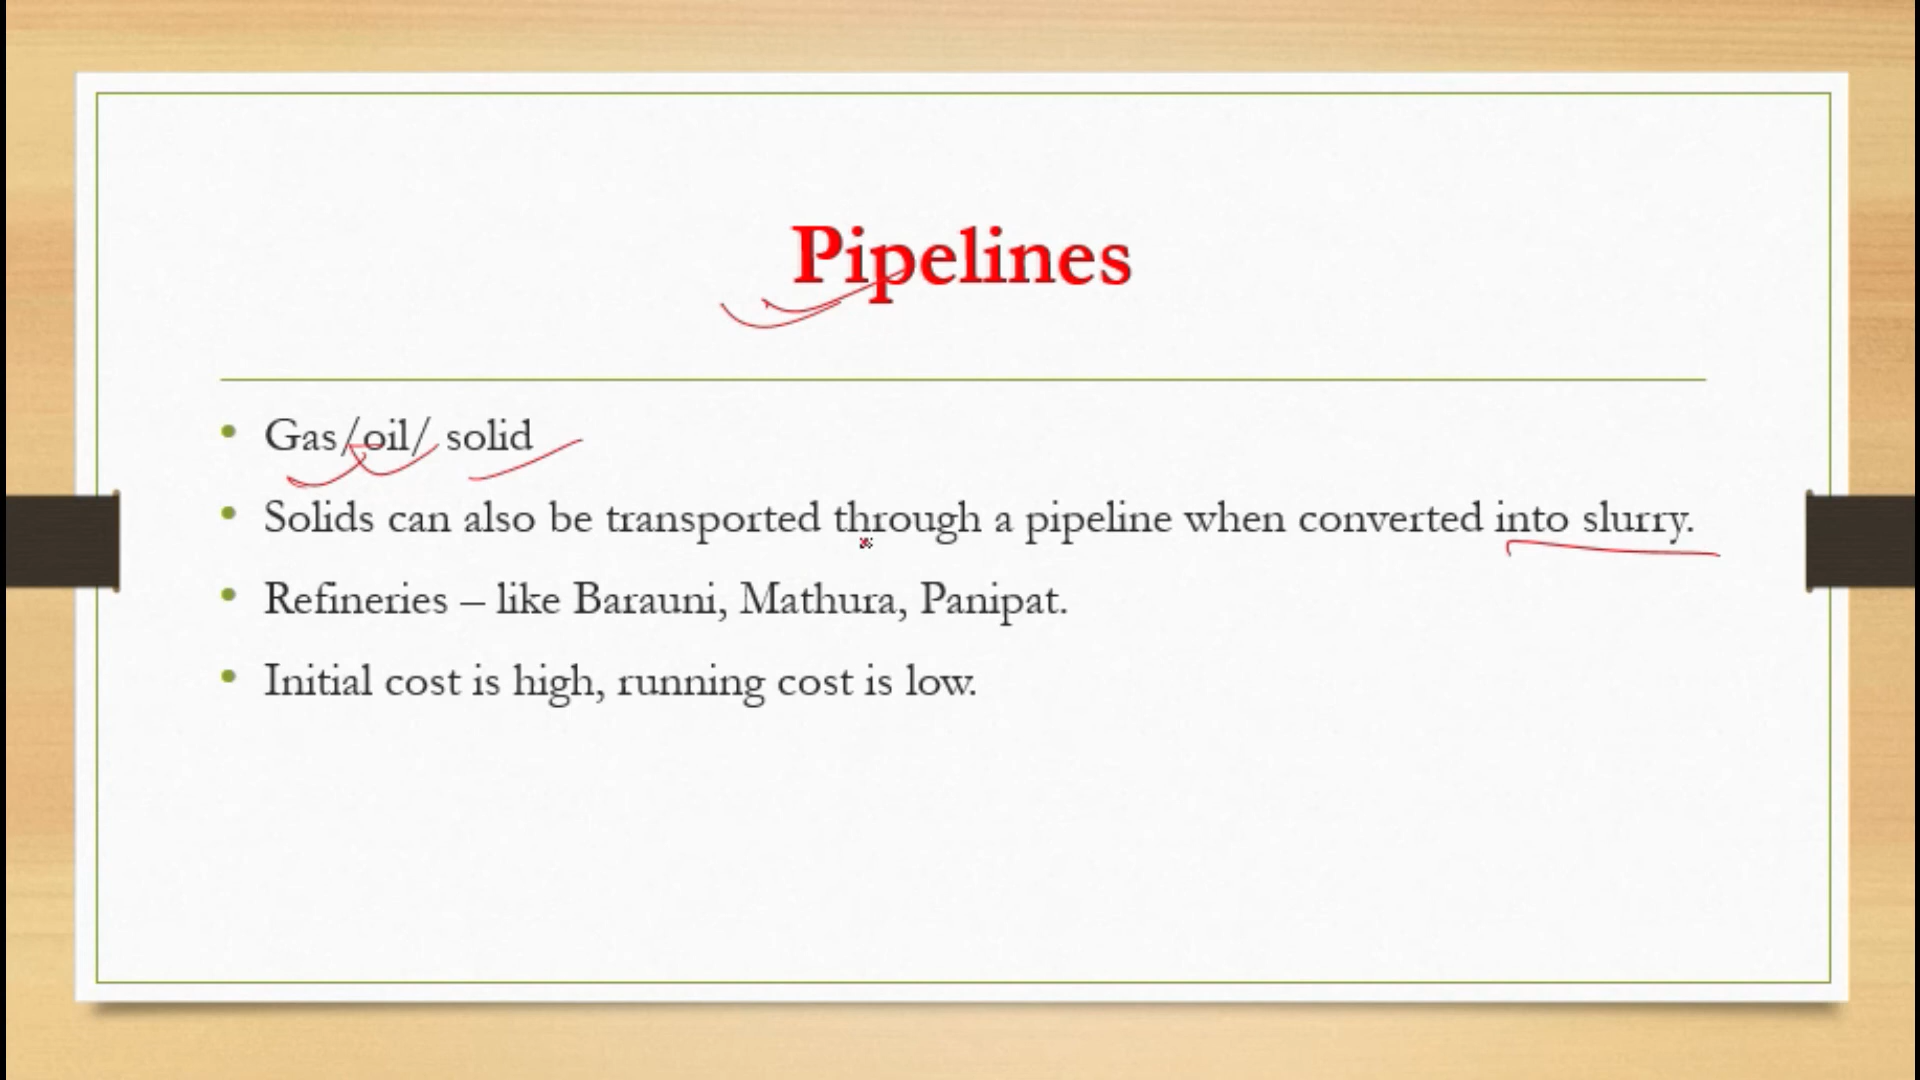 Pipelines
Gas/oil/ solid
Solids can also be transported through a pipeline when converted into slurry.
Refineries – like Barauni, Mathura, Panipat.
Initial cost is high, running cost is low.